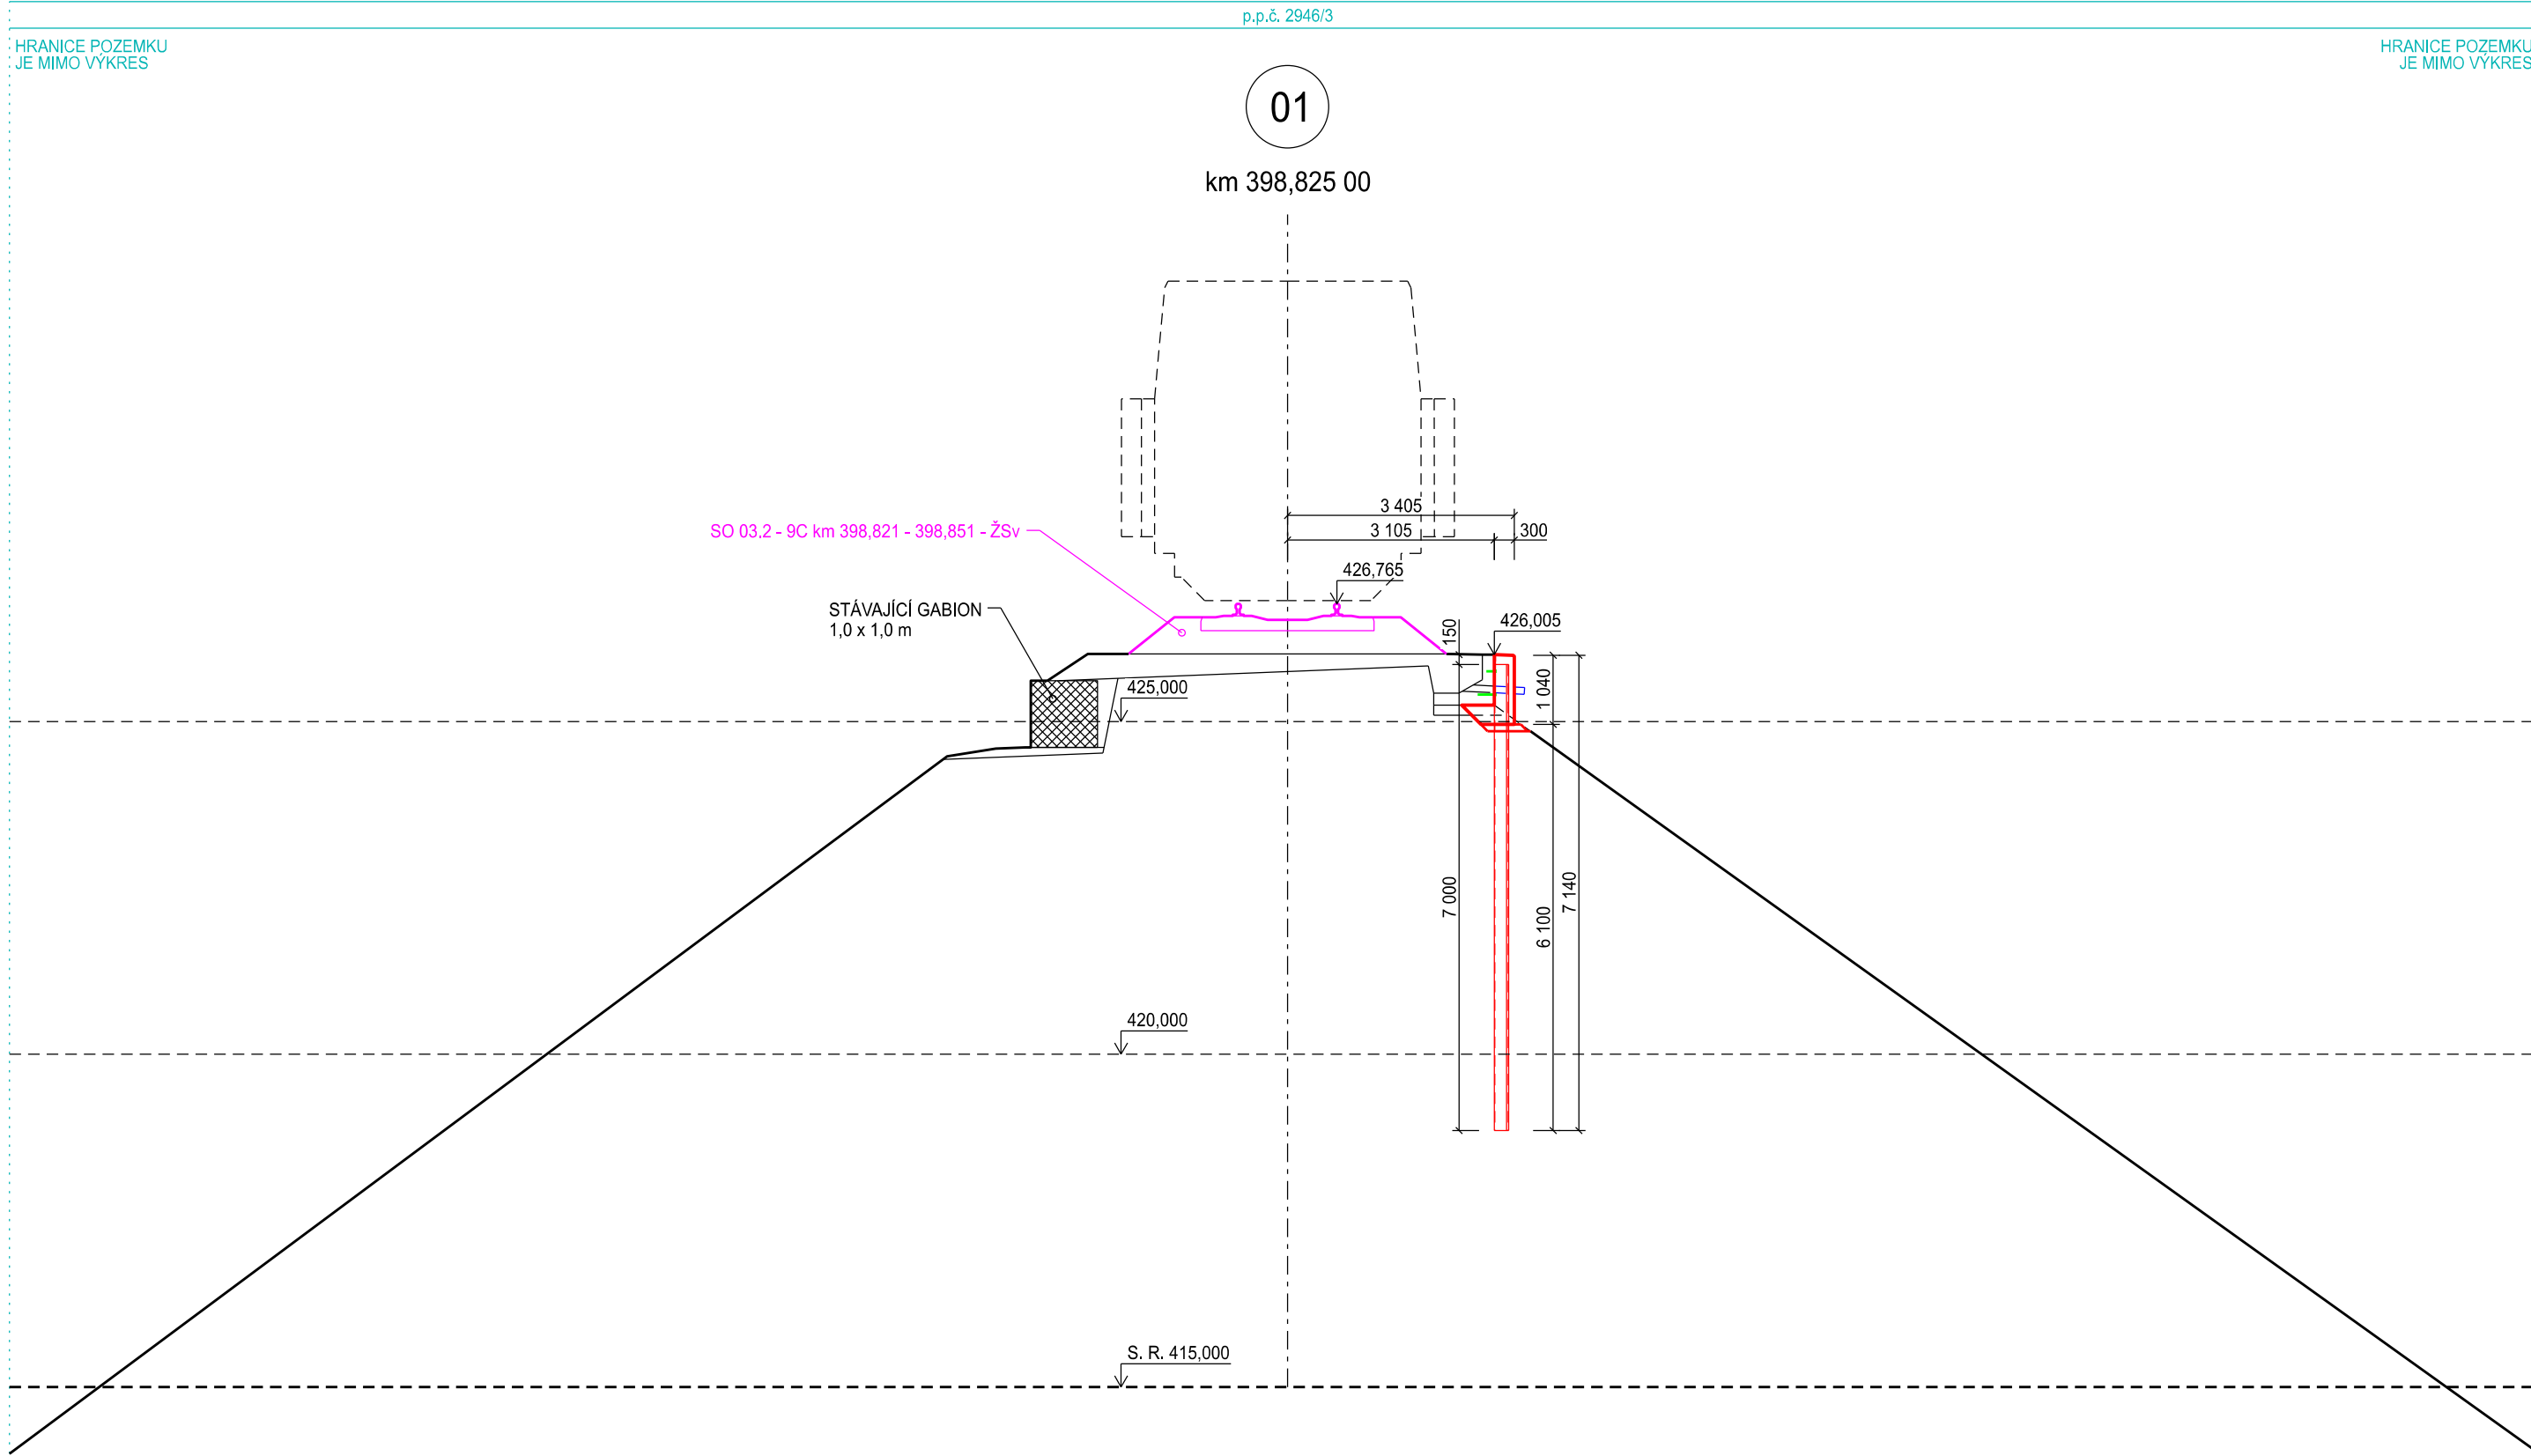 p.p.č. 2946/3
HRANICE POZEMKU
JE MIMO VÝKRES
HRANICE POZEMKU
JE MIMO VÝKRES
01
km 398,825 00
3 405
3 105
300
SO 03.2 - 9C km 398,821 - 398,851 - ŽSv
426,765
STÁVAJÍCÍ GABION
1,0 x 1,0 m
150
426,005
425,000
1 040
7 000
6 100
7 140
420,000
S. R. 415,000